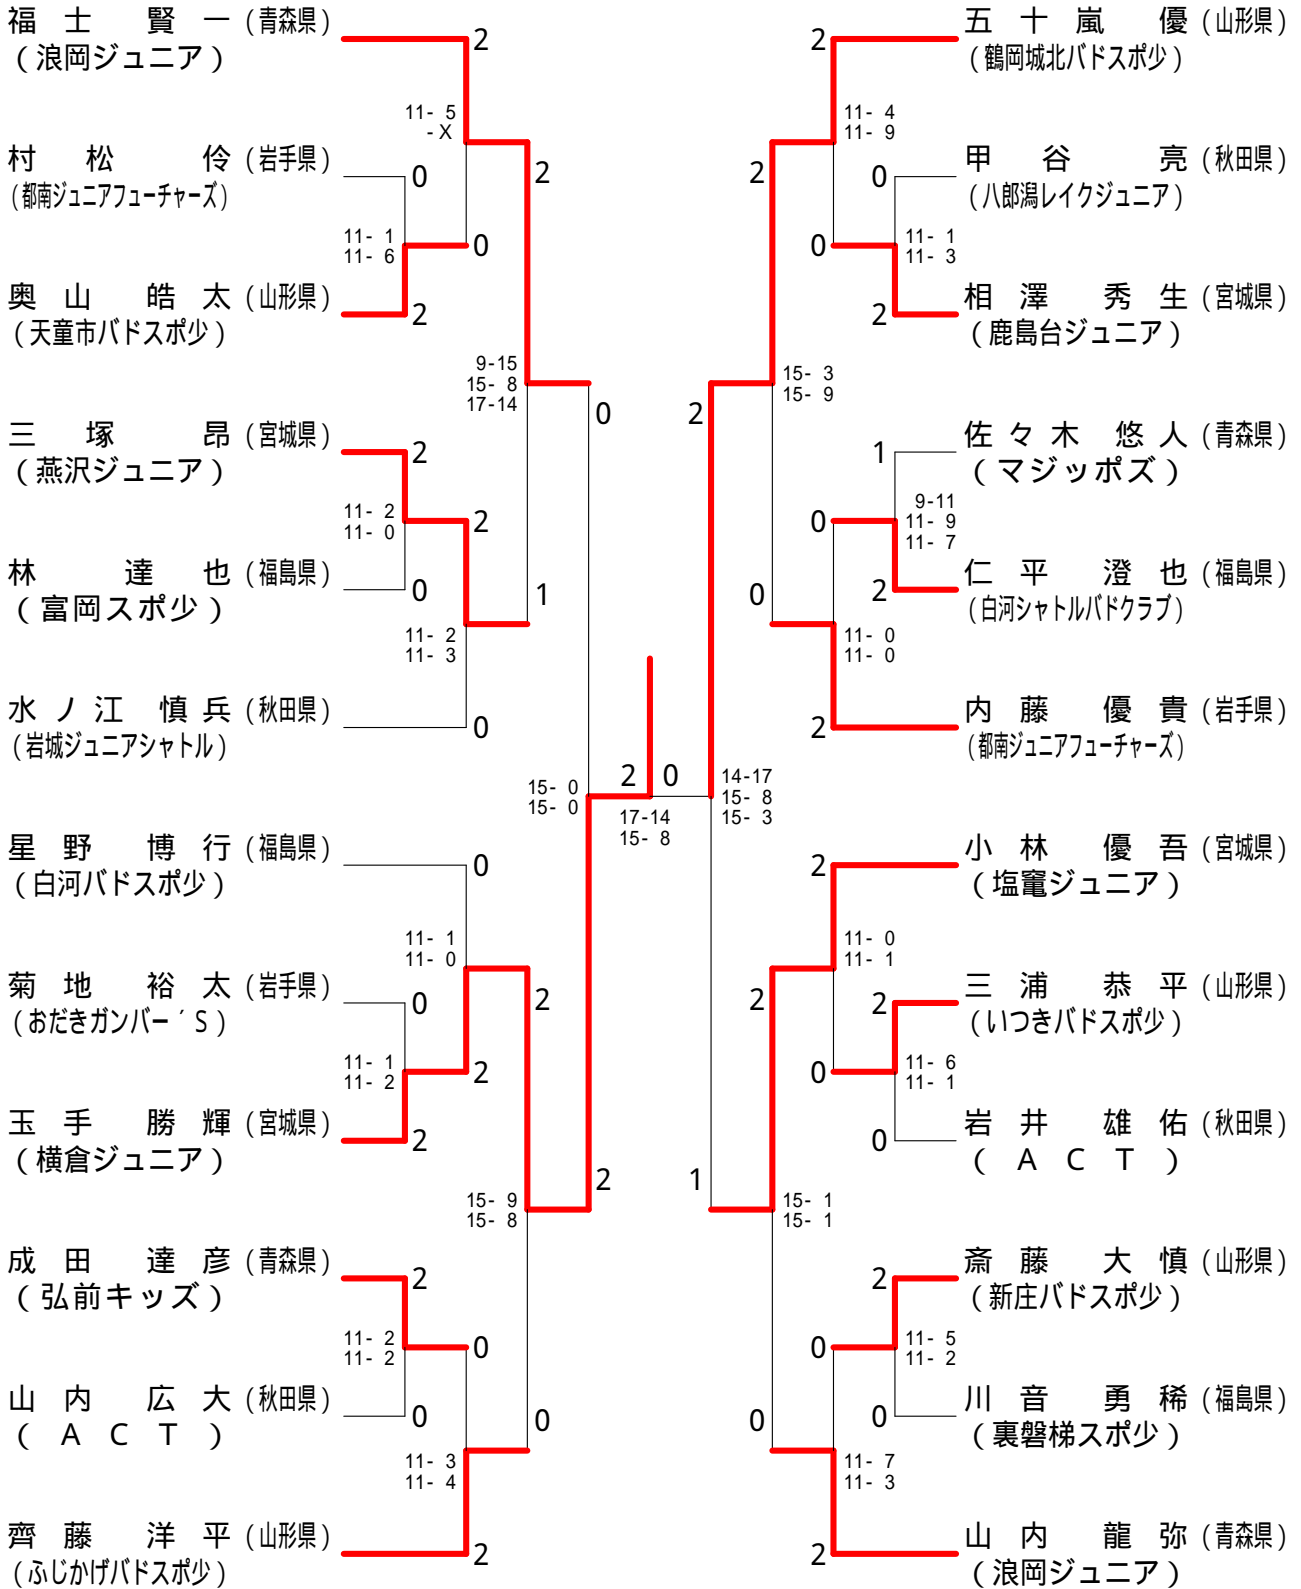 福士 賢一 (青森県)
(浪岡ジュニア)
2
11- 5
- X
村松 伶 (岩手県)
(都南ジュニアフューチャーズ)
0
2
11- 1
11- 6
0
奥山 皓太 (山形県)
(天童市バドスポ少)
2
9-15
15- 8
17-14
0
三塚 昂 (宮城県)
(燕沢ジュニア)
2
11- 2
11- 0
2
林 達也 (福島県)
(富岡スポ少)
0
1
11- 2
11- 3
水ノ江 慎兵 (秋田県)
(岩城ジュニアシャトル)
0
15- 0
15- 0
星野 博行 (福島県)
(白河バドスポ少)
0
11- 1
11- 0
菊地 裕太 (岩手県)
(おだきガンバー´S)
0
2
11- 1
11- 2
2
玉手 勝輝 (宮城県)
(横倉ジュニア)
2
2
15- 9
15- 8
成田 達彦 (青森県)
(弘前キッズ)
2
11- 2
11- 2
0
山内 広大 (秋田県)
(ACT)
0
0
11- 3
11- 4
齊藤 洋平 (山形県)
(ふじかげバドスポ少)
2
2 0
17-14
15- 8
五十嵐 優 (山形県)
(鶴岡城北バドスポ少)
2
11- 4
11- 9
甲谷 亮 (秋田県)
(八郎潟レイクジュニア)
0
2
11- 1
11- 3
0
相澤 秀生 (宮城県)
(鹿島台ジュニア)
2
15- 3
15- 9
2
佐々木 悠人 (青森県)
(マジッポズ)
1
9-11
11- 9
11- 7
0
仁平 澄也 (福島県)
(白河シャトルバドクラブ)
2
0
11- 0
11- 0
内藤 優貴 (岩手県)
(都南ジュニアフューチャーズ)
2
14-17
15- 8
15- 3
小林 優吾 (宮城県)
(塩竈ジュニア)
2
11- 0
11- 1
三浦 恭平 (山形県)
(いつきバドスポ少)
2
2
11- 6
11- 1
0
岩井 雄佑 (秋田県)
(ACT)
0
1
15- 1
15- 1
斎藤 大慎 (山形県)
(新庄バドスポ少)
2
11- 5
11- 2
0
川音 勇稀 (福島県)
(裏磐梯スポ少)
0
0
11- 7
11- 3
山内 龍弥 (青森県)
(浪岡ジュニア)
2